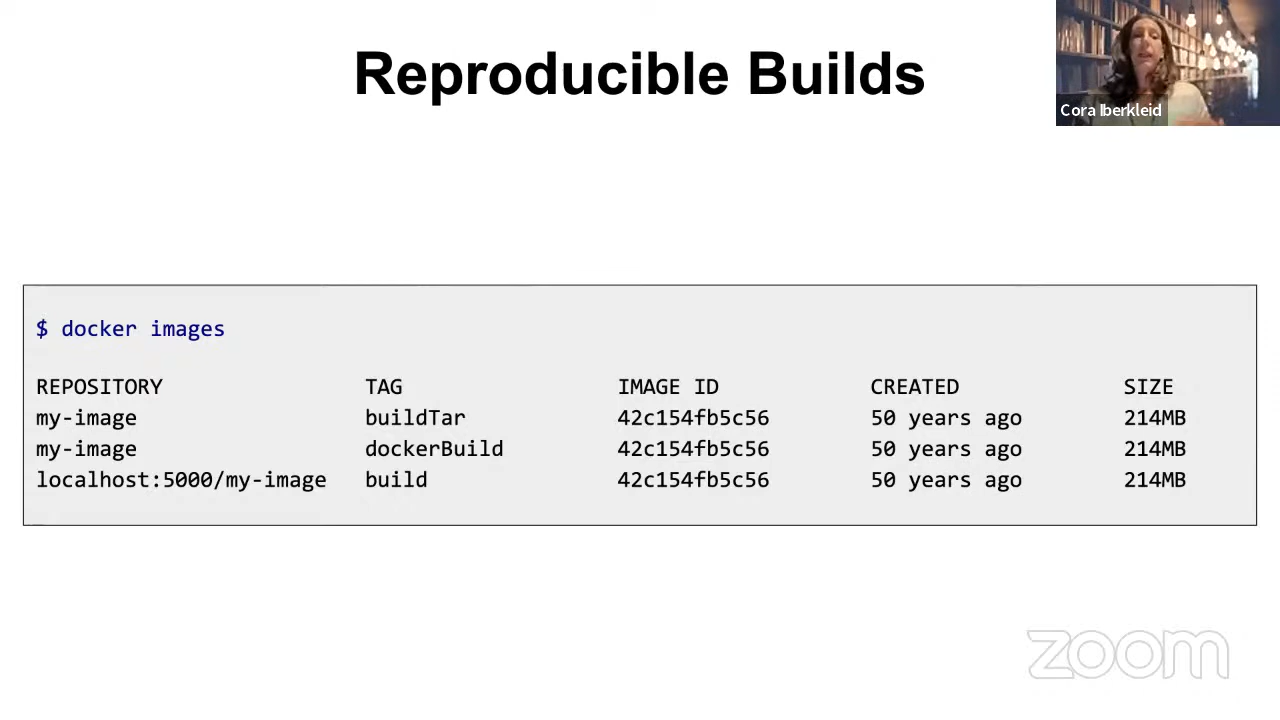 Reproducible Builds
Cora Iberkleid
$ docker images
REPOSITORY TAG IMAGE ID CREATED SIZE
my-image buildTar 42c154fb5c56 50 years ago 214MB
my-image dockerBuild 42c154fb5c56 50 years ago 214MB
localhost:5000/my-image build 42c154fb5c56 50 years ago 214MB
zoom